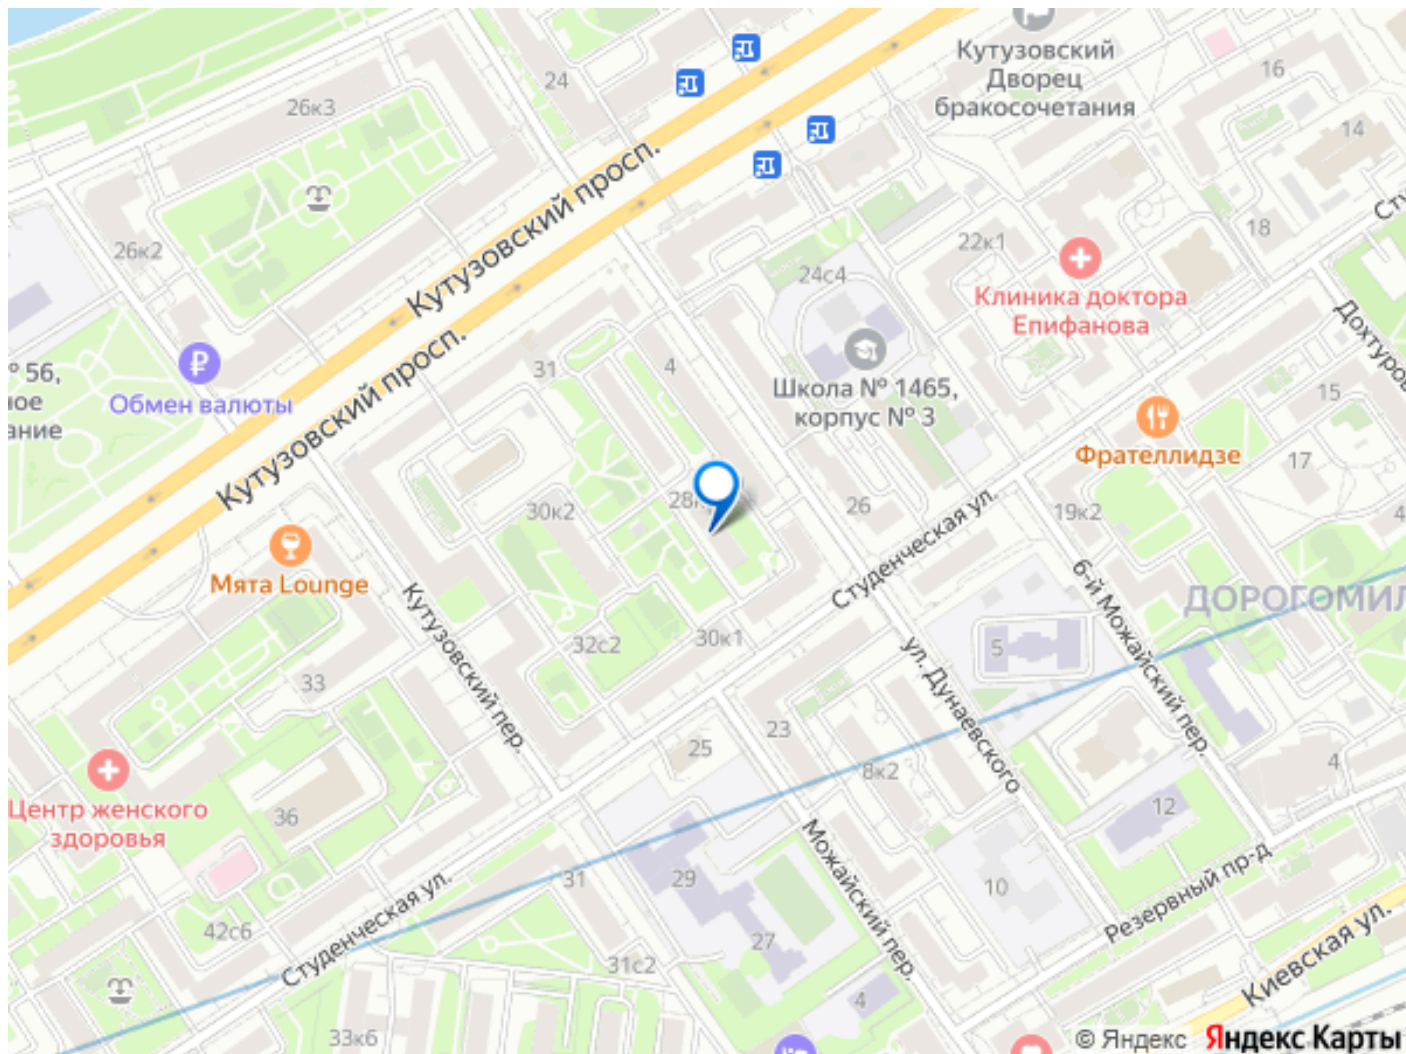 Кутузовский
Дворец
бракосочетания
24
16
26к3
14
Кутузовский просп.
18
22к1
26к2
24с4
Клиника доктора
Епифанова
№ 56,
Обмен валюты
31
4
Школа № 1465,
корпус № 3
15
Кутузовский просп.
Фрателлидзе
17
30к2
26
19к2
4
Мята Lounge
Студенческая ул.
6-й Можайский пер.
ДОРОГОМИЛ
Кутузовский пер.
32с2
30к1
5
ул. Дунаевского
33
23
25
8к2
4
Центр женского
здоровья
36
12
Можайский пер.
Резервный пр-д
31
29
10
Студенческая ул.
42с6
27
31с2
Киевская ул.
4
33к6
© Яндекс Яндекс Карты